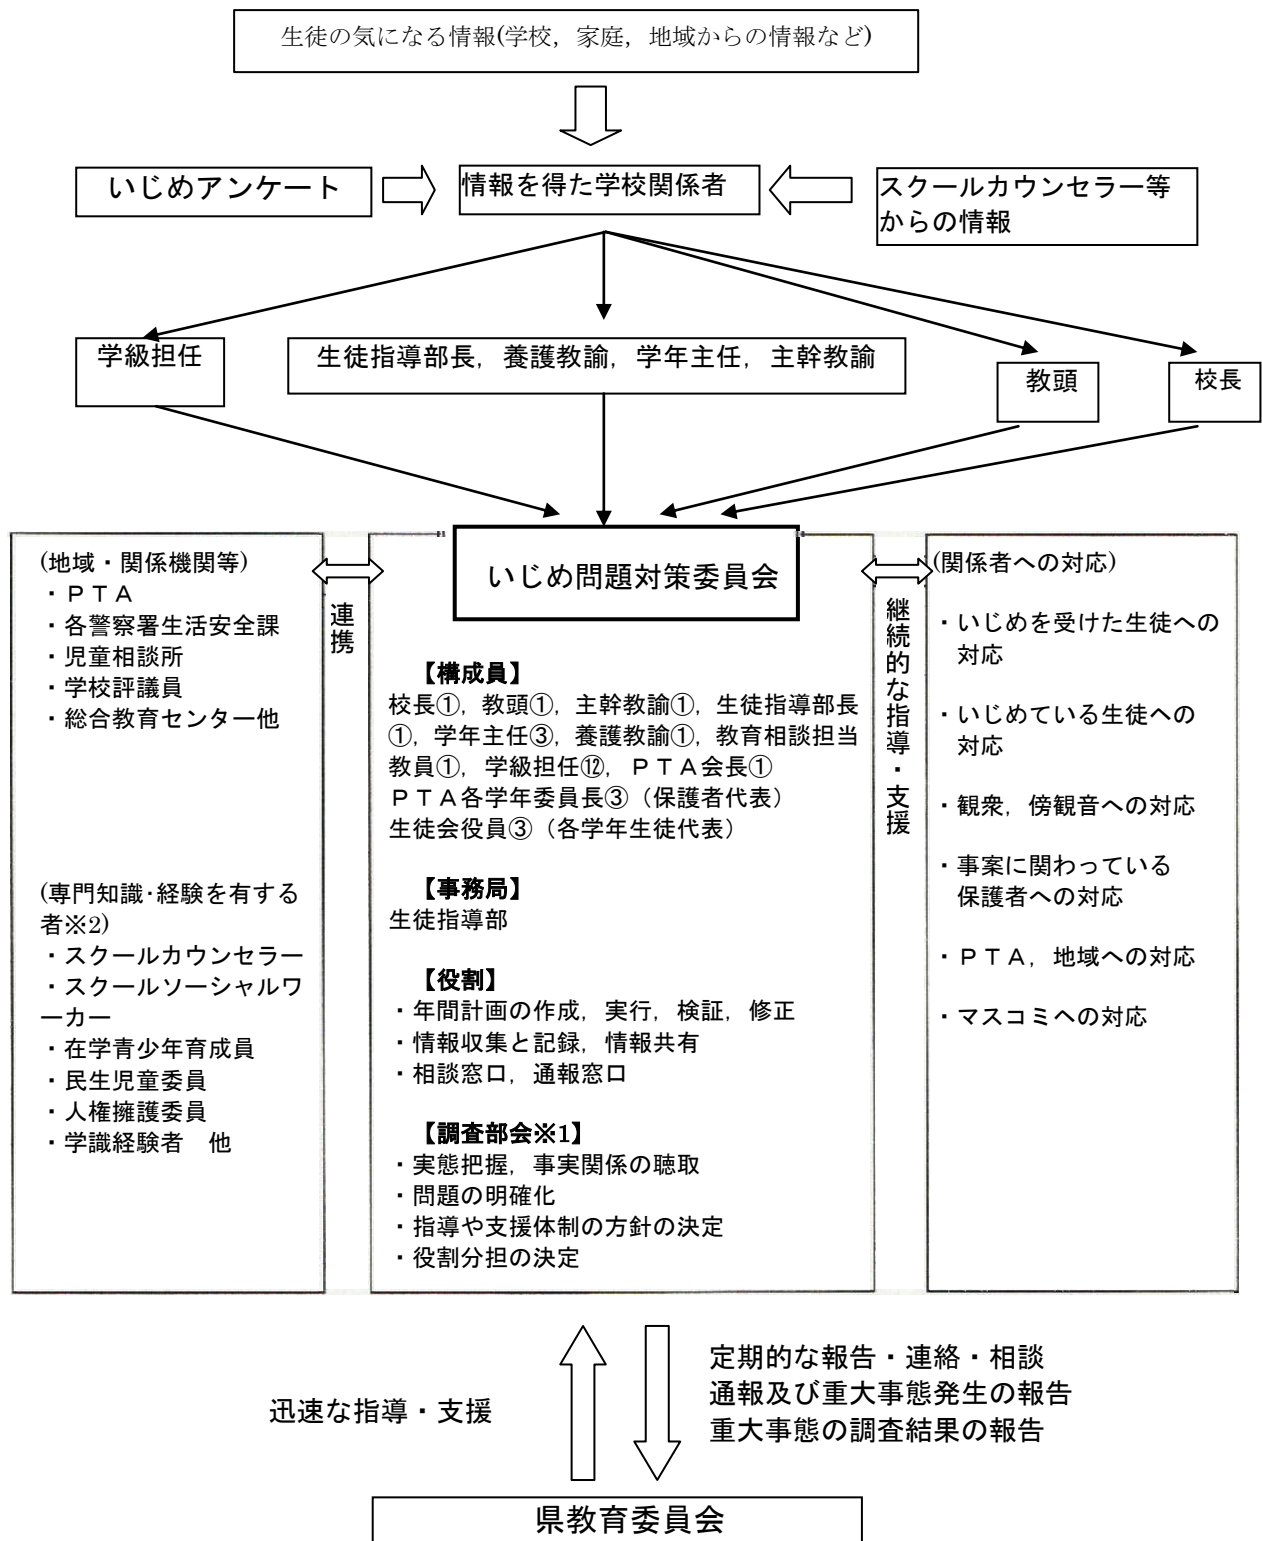 生徒の気になる情報(学校，家庭，地域からの情報など)
いじめアンケート
情報を得た学校関係者
スクールカウンセラー等
からの情報
学級担任
生徒指導部長，養護教諭，学年主任，主幹教諭
教頭
校長
(地域・関係機関等)
・ＰＴＡ
・各警察署生活安全課
・児童相談所
・学校評議員
・総合教育センター他
(専門知識・経験を有する
者※2)
・スクールカウンセラー
・スクールソーシャルワ
ーカー
・在学青少年育成員
・民生児童委員
・人権擁護委員
・学識経験者　他
連携
いじめ問題対策委員会
【構成員】
校長①，教頭①，主幹教諭①，生徒指導部長
①，学年主任③，養護教諭①，教育相談担当
教員①，学級担任⑫，ＰＴＡ会長①
ＰＴＡ各学年委員長③（保護者代表）
生徒会役員③（各学年生徒代表）
【事務局】
生徒指導部
【役割】
・年間計画の作成，実行，検証，修正
・情報収集と記録，情報共有
・相談窓口，通報窓口
【調査部会※1】
・実態把握，事実関係の聴取
・問題の明確化
・指導や支援体制の方針の決定
・役割分担の決定
継続的な指導・支援
(関係者への対応)
・いじめを受けた生徒への
対応
・いじめている生徒への
対応
・観衆，傍観音への対応
・事案に関わっている
保護者への対応
・ＰＴＡ，地域への対応
・マスコミへの対応
迅速な指導・支援
定期的な報告・連絡・相談
通報及び重大事態発生の報告
重大事態の調査結果の報告
県教育委員会